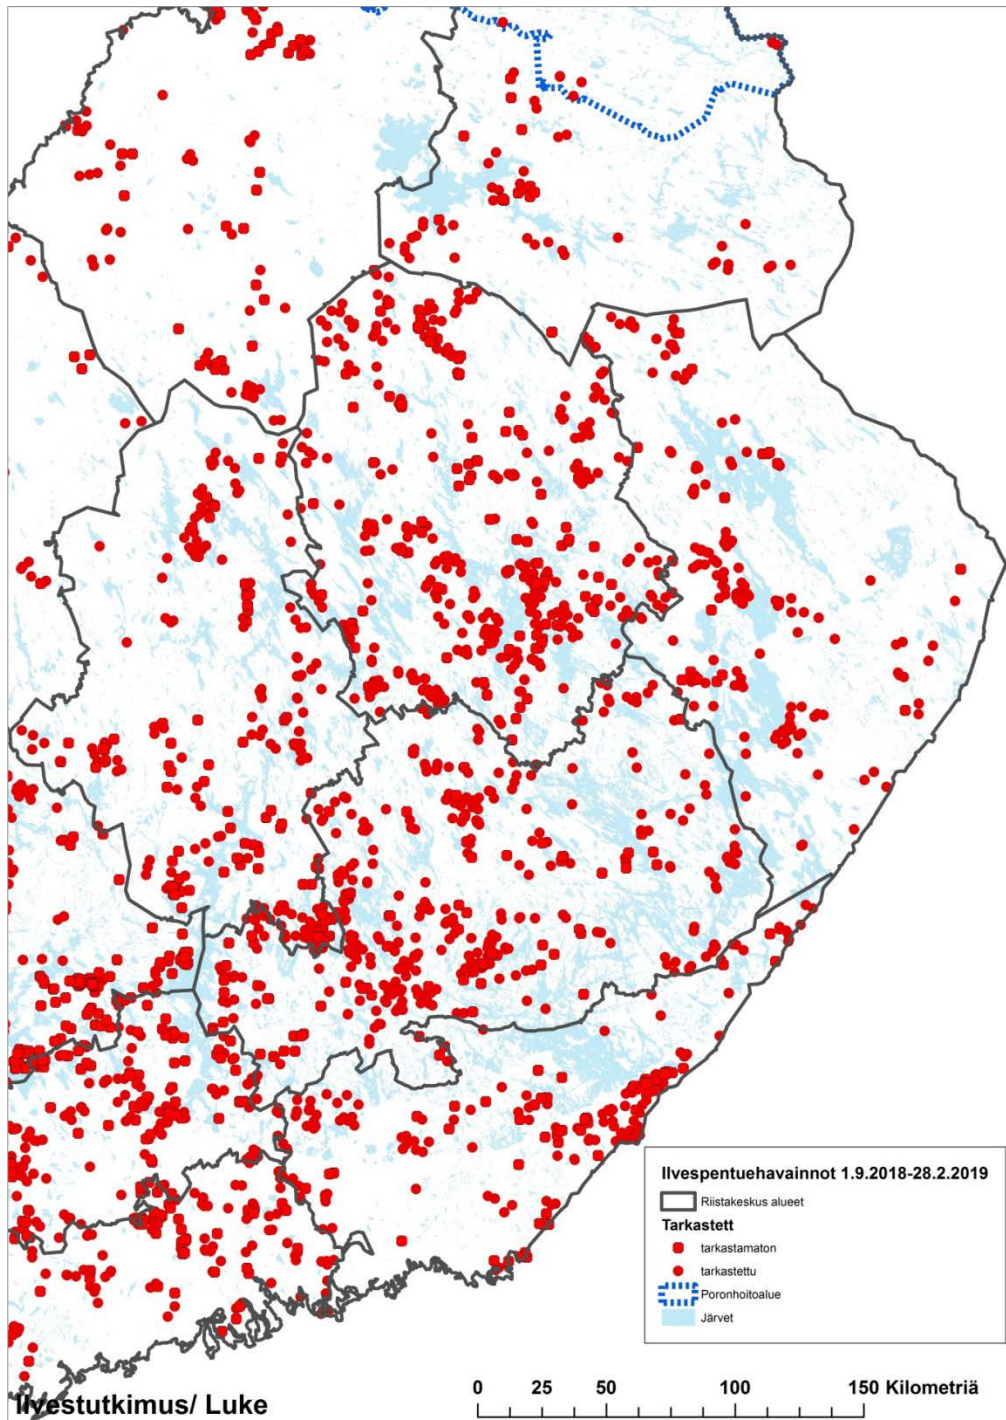 Ilvespentuehavainnot 1.9.2018-28.2.2019
Riistakeskus alueet
Tarkastett
tarkastamaton
tarkastettu
Poronhoitoalue
Järvet
Ilvestutkimus/ Luke
0 25 50 100 150 Kilometriä